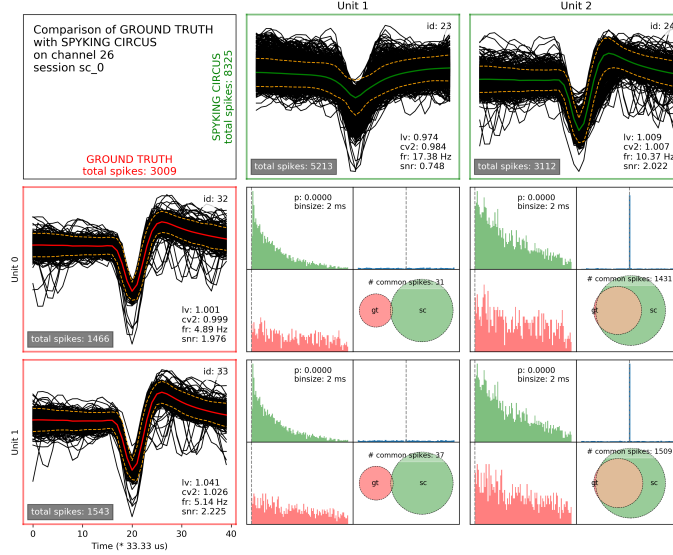 Unit 1
Unit 2
Comparison of GROUND TRUTH
with SPYKING CIRCUS
on channel 26
session sc_0
SPYKING CIRCUS
total spikes: 8325
GROUND TRUTH
total spikes: 3009
id: 23
lv: 0.974
cv2: 0.984
fr: 17.38 Hz
snr: 0.748
total spikes: 5213
id: 24
lv: 1.009
cv2: 1.007
fr: 10.37 Hz
snr: 2.022
total spikes: 3112
Unit 0
id: 32
lv: 1.001
cv2: 0.999
fr: 4.89 Hz
snr: 1.976
total spikes: 1466
p: 0.0000
binsize: 2 ms
# common spikes: 31
gt
sc
p: 0.0000
binsize: 2 ms
# common spikes: 1431
gt
sc
Unit 1
id: 33
lv: 1.041
cv2: 1.026
fr: 5.14 Hz
snr: 2.225
total spikes: 1543
p: 0.0000
binsize: 2 ms
# common spikes: 37
gt
sc
p: 0.0000
binsize: 2 ms
# common spikes: 1509
gt
sc
0 10 20 30 40
Time (* 33.33 us)